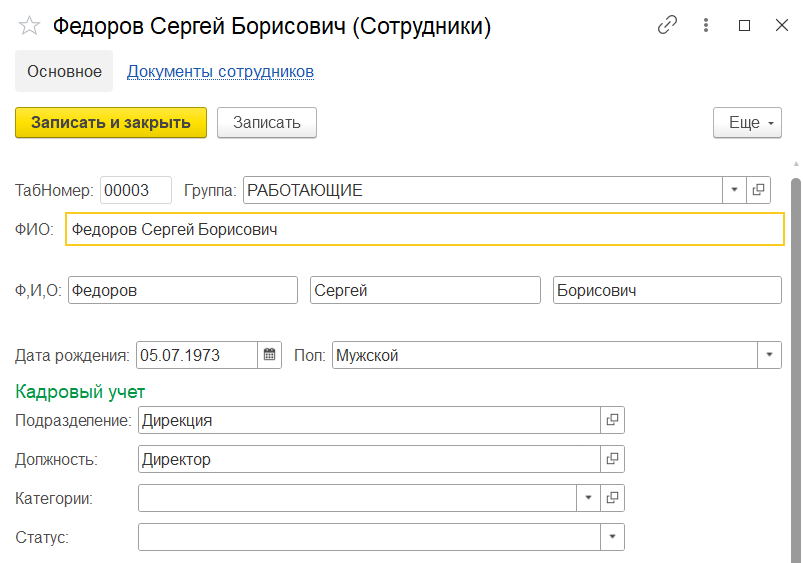 Федоров Сергей Борисович (Сотрудники)
Основное Документы сотрудников
Записать и закрыть Записать Еще
ТабНомер: 00003 Группа: РАБОТАЮЩИЕ
ФИО: Федоров Сергей Борисович
Ф,И,О: Федоров Сергей Борисович
Дата рождения: 05.07.1973 Пол: Мужской
Кадровый учет
Подразделение: Дирекция
Должность: Директор
Категории:
Статус: